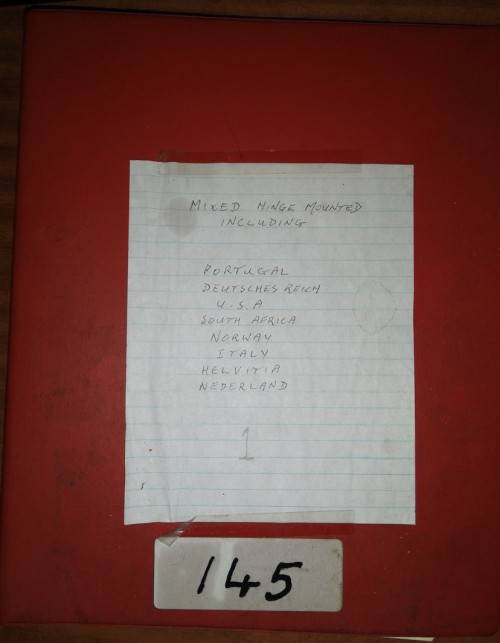 MIXED HINGE MOUNTED
INCLUDING
PORTUGAL
DEUTSCHES REICH
U.S.A
SOUTH AFRICA
NORWAY
ITALY
HELVITIA
NEDERLAND
1
145